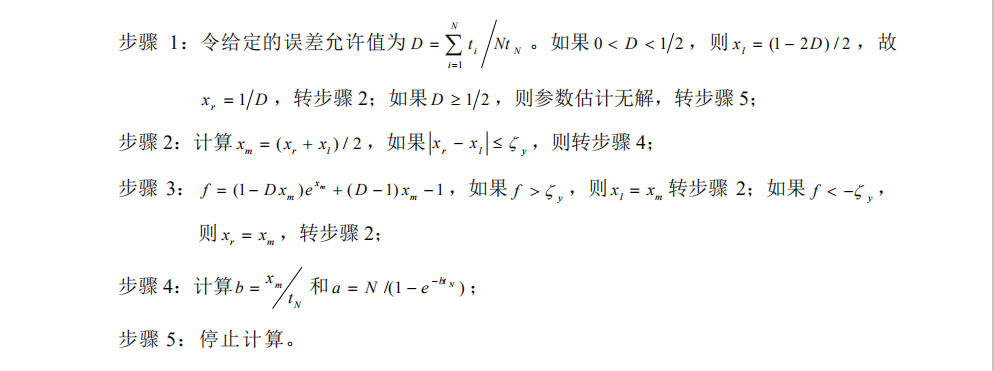 步骤 1：令给定的误差允许值为 $D = \sum_{i=1}^{N} t_i / N t_N$ 。如果 $0 < D < 1/2$ ，则 $x_l = (1 - 2D) / 2$ ，故
$x_r = 1/D$ ，转步骤 2；如果 $D \geq 1/2$ ，则参数估计无解，转步骤 5；
步骤 2：计算 $x_m = (x_r + x_l) / 2$ ，如果 $|x_r - x_l| \leq \zeta_y$ ，则转步骤 4；
步骤 3： $f = (1 - Dx_m)e^{x_m} + (D - 1)x_m - 1$ ，如果 $f > \zeta_y$ ，则 $x_l = x_m$ 转步骤 2；如果 $f < -\zeta_y$ ，
则 $x_r = x_m$ ，转步骤 2；
步骤 4：计算 $b = x_m / t_N$ 和 $a = N / (1 - e^{-bt_N})$ ；
步骤 5：停止计算。